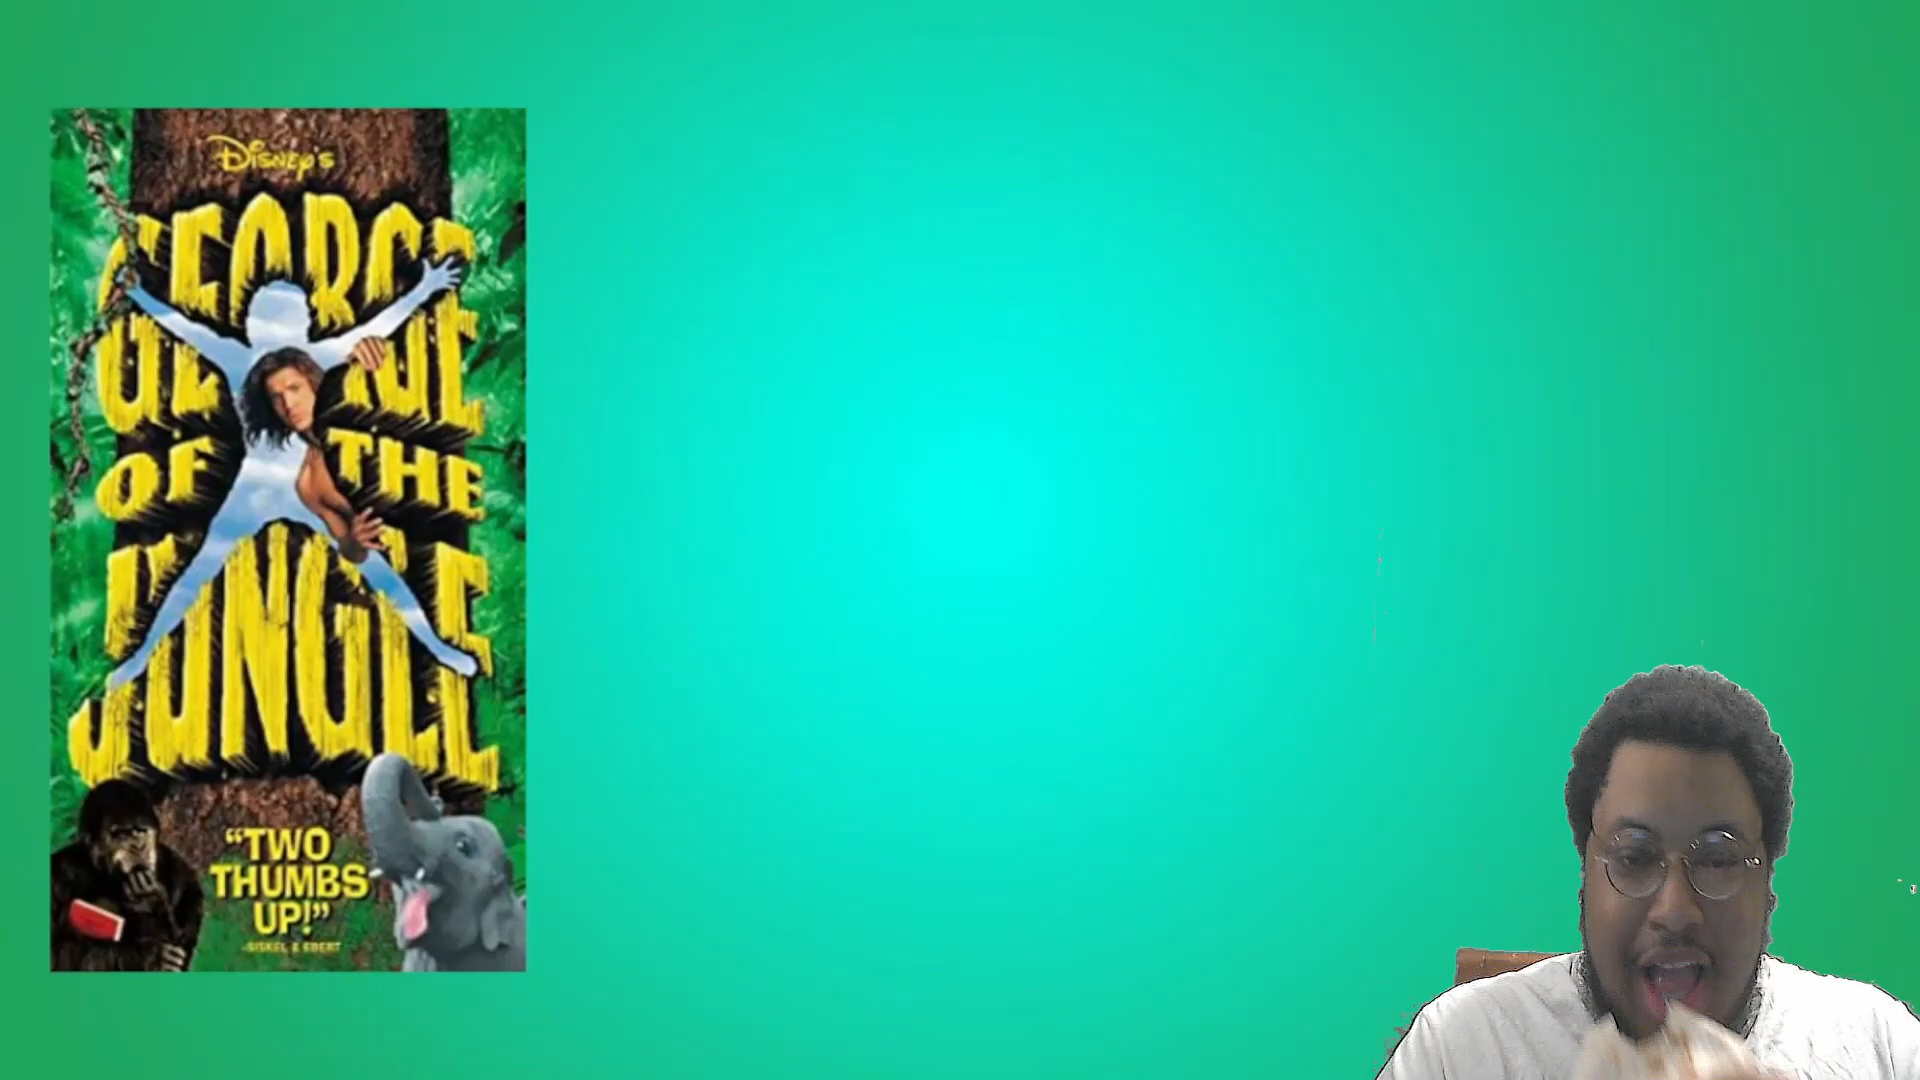 DISNEY'S
GEORGE
OF THE
JUNGLE
"TWO
THUMBS
UP!"
-SISKEL & EBERT